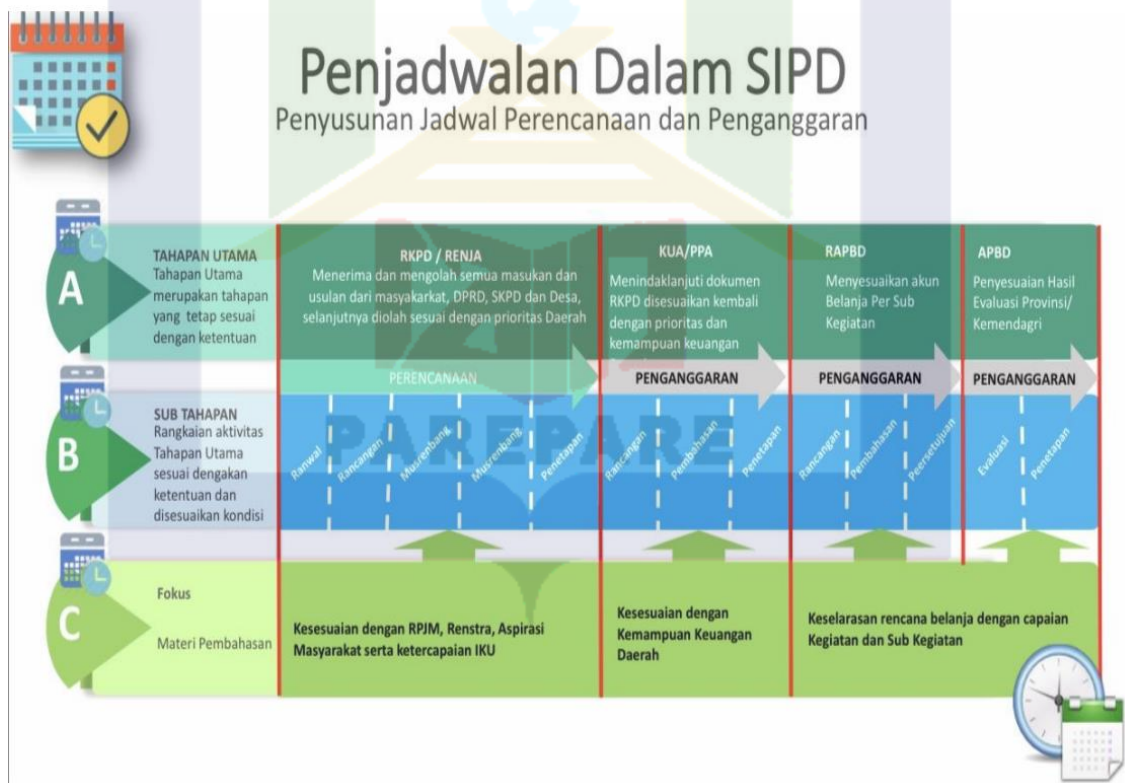 Penjadwalan Dalam SIPD
Penyusunan Jadwal Perencanaan dan Penganggaran
A
TAHAPAN UTAMA
Tahapan Utama
merupakan tahapan
yang tetap sesuai
dengan ketentuan
RKPD / RENJA
Menerima dan mengolah semua masukan dan
usulan dari masyakarkat, DPRD, SKPD dan Desa,
selanjutnya diolah sesuai dengan prioritas Daerah
KUA/PPA
Menindaklanjuti dokumen
RKPD disesuaikan kembali
dengan prioritas dan
kemampuan keuangan
RAPBD
Menyesuaikan akun
Belanja Per Sub
Kegiatan
APBD
Penyesuaian Hasil
Evaluasi Provinsi/
Kemendagri
PERENCANAAN
PENGANGGARAN
PENGANGGARAN
PENGANGGARAN
B
SUB TAHAPAN
Rangkaian aktivitas
Tahapan Utama
sesuai dengakan
ketentuan dan
disesuaikan kondisi
Ranwal
Rancangan
Musrenbang
Musrenbang
Penetapan
Rancangan
Pembahasan
Penetapan
Rancangan
Pembahasan
Peersetujuan
Evaluasi
Penetapan
PAREPARE
C
Fokus
Materi Pembahasan
Kesesuaian dengan RPJM, Renstra, Aspirasi
Masyarakat serta ketercapaian IKU
Kesesuaian dengan
Kemampuan Keuangan
Daerah
Keselarasan rencana belanja dengan capaian
Kegiatan dan Sub Kegiatan